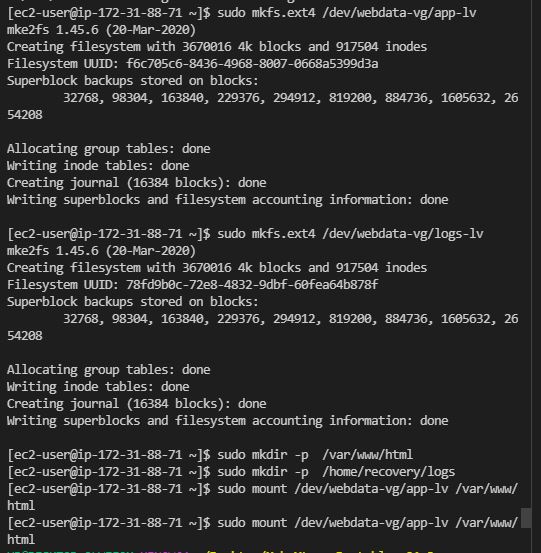 [ec2-user@ip-172-31-88-71 ~]$ sudo mkfs.ext4 /dev/webdata-vg/app-lv
mke2fs 1.45.6 (20-Mar-2020)
Creating filesystem with 3670016 4k blocks and 917504 inodes
Filesystem UUID: f6c705c6-8436-4968-8007-0668a5399d3a
Superblock backups stored on blocks:
        32768, 98304, 163840, 229376, 294912, 819200, 884736, 1605632, 26
54208

Allocating group tables: done
Writing inode tables: done
Creating journal (16384 blocks): done
Writing superblocks and filesystem accounting information: done

[ec2-user@ip-172-31-88-71 ~]$ sudo mkfs.ext4 /dev/webdata-vg/logs-lv
mke2fs 1.45.6 (20-Mar-2020)
Creating filesystem with 3670016 4k blocks and 917504 inodes
Filesystem UUID: 78fd9b0c-72e8-4832-9dbf-60fea64b878f
Superblock backups stored on blocks:
        32768, 98304, 163840, 229376, 294912, 819200, 884736, 1605632, 26
54208

Allocating group tables: done
Writing inode tables: done
Creating journal (16384 blocks): done
Writing superblocks and filesystem accounting information: done

[ec2-user@ip-172-31-88-71 ~]$ sudo mkdir -p  /var/www/html
[ec2-user@ip-172-31-88-71 ~]$ sudo mkdir -p  /home/recovery/logs
[ec2-user@ip-172-31-88-71 ~]$ sudo mount /dev/webdata-vg/app-lv /var/www/
html
[ec2-user@ip-172-31-88-71 ~]$ sudo mount /dev/webdata-vg/app-lv /var/www/
html